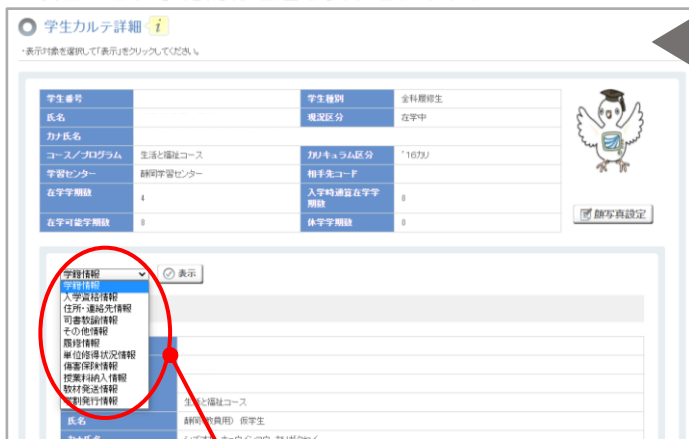 学生カルテ詳細 i
・表示対象を選択して「表示」をクリックしてください。
学生番号 学生種別 全科履修生
氏名 現況区分 在学中
カナ氏名
コース/プログラム 生活と福祉コース カリキュラム区分 '16カリ
学習センター 静岡学習センター 相手先コード
在学学期数 4 入学時通算在学学期数 0
在学可能学期数 8 休学学期数 0
顔写真設定
学籍情報 表示
学籍情報
入学資格情報
住所・連絡先情報
司書教諭情報
その他情報
履修情報
単位修得状況情報
傷害保険情報
授業料納入情報
教材発送情報
学割発行情報
生活と福祉コース
氏名 静岡(教員用) 仮学生